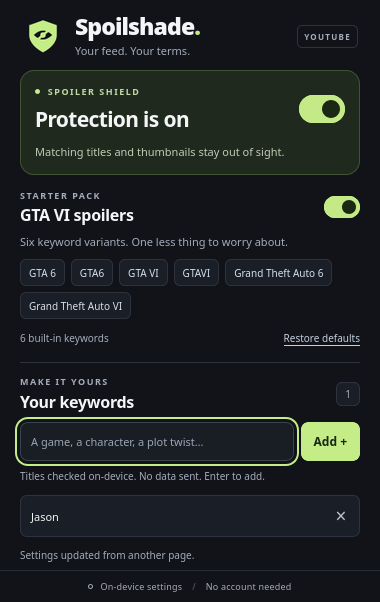 Spoilshade.
Your feed. Your terms.
YOUTUBE
SPOILER SHIELD
Protection is on
Matching titles and thumbnails stay out of sight.
STARTER PACK
GTA VI spoilers
Six keyword variants. One less thing to worry about.
GTA 6 GTA6 GTA VI GTAVI Grand Theft Auto 6
Grand Theft Auto VI
6 built-in keywords Restore defaults
MAKE IT YOURS
Your keywords 1
A game, a character, a plot twist... Add +
Titles checked on-device. No data sent. Enter to add.
Jason ×
Settings updated from another page.
On-device settings / No account needed